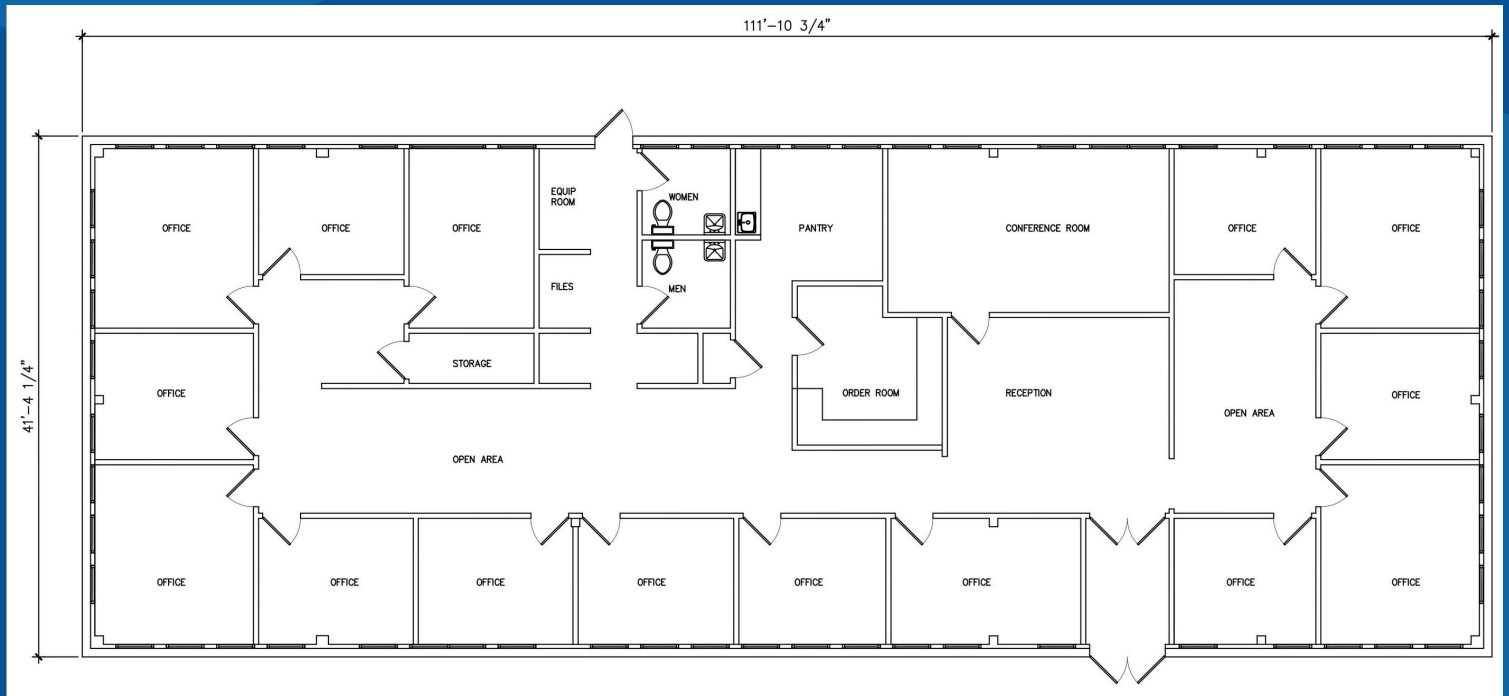 111'-10 3/4"
41'-4 1/4"
OFFICE
OFFICE
OFFICE
EQUIP
ROOM
WOMEN
PANTRY
CONFERENCE ROOM
OFFICE
OFFICE
FILES
MEN
STORAGE
OFFICE
ORDER ROOM
RECEPTION
OPEN AREA
OFFICE
OPEN AREA
OFFICE
OFFICE
OFFICE
OFFICE
OFFICE
OFFICE
OFFICE
OFFICE